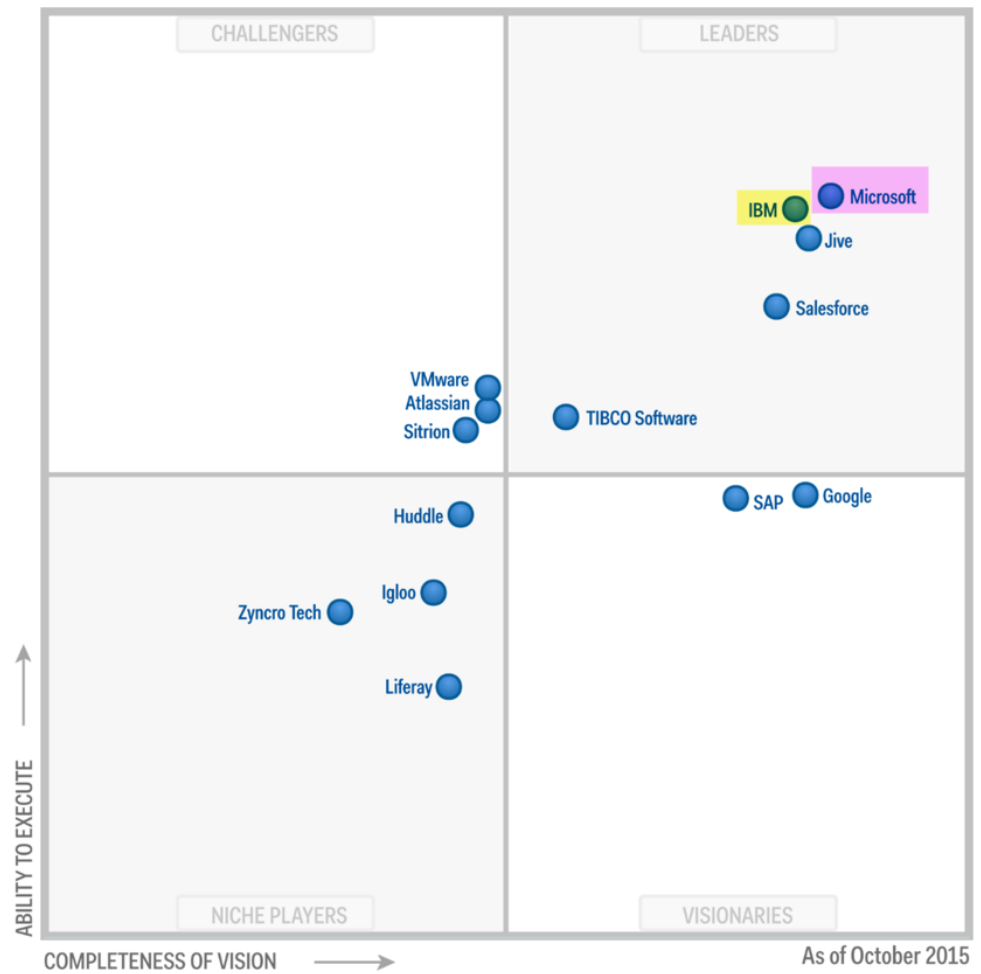 CHALLENGERS
LEADERS
Microsoft
IBM
Jive
Salesforce
VMware
Atlassian
Sitrion
TIBCO Software
SAP
Google
Huddle
Igloo
Zyncro Tech
Liferay
NICHE PLAYERS
VISIONARIES
ABILITY TO EXECUTE
COMPLETENESS OF VISION
As of October 2015